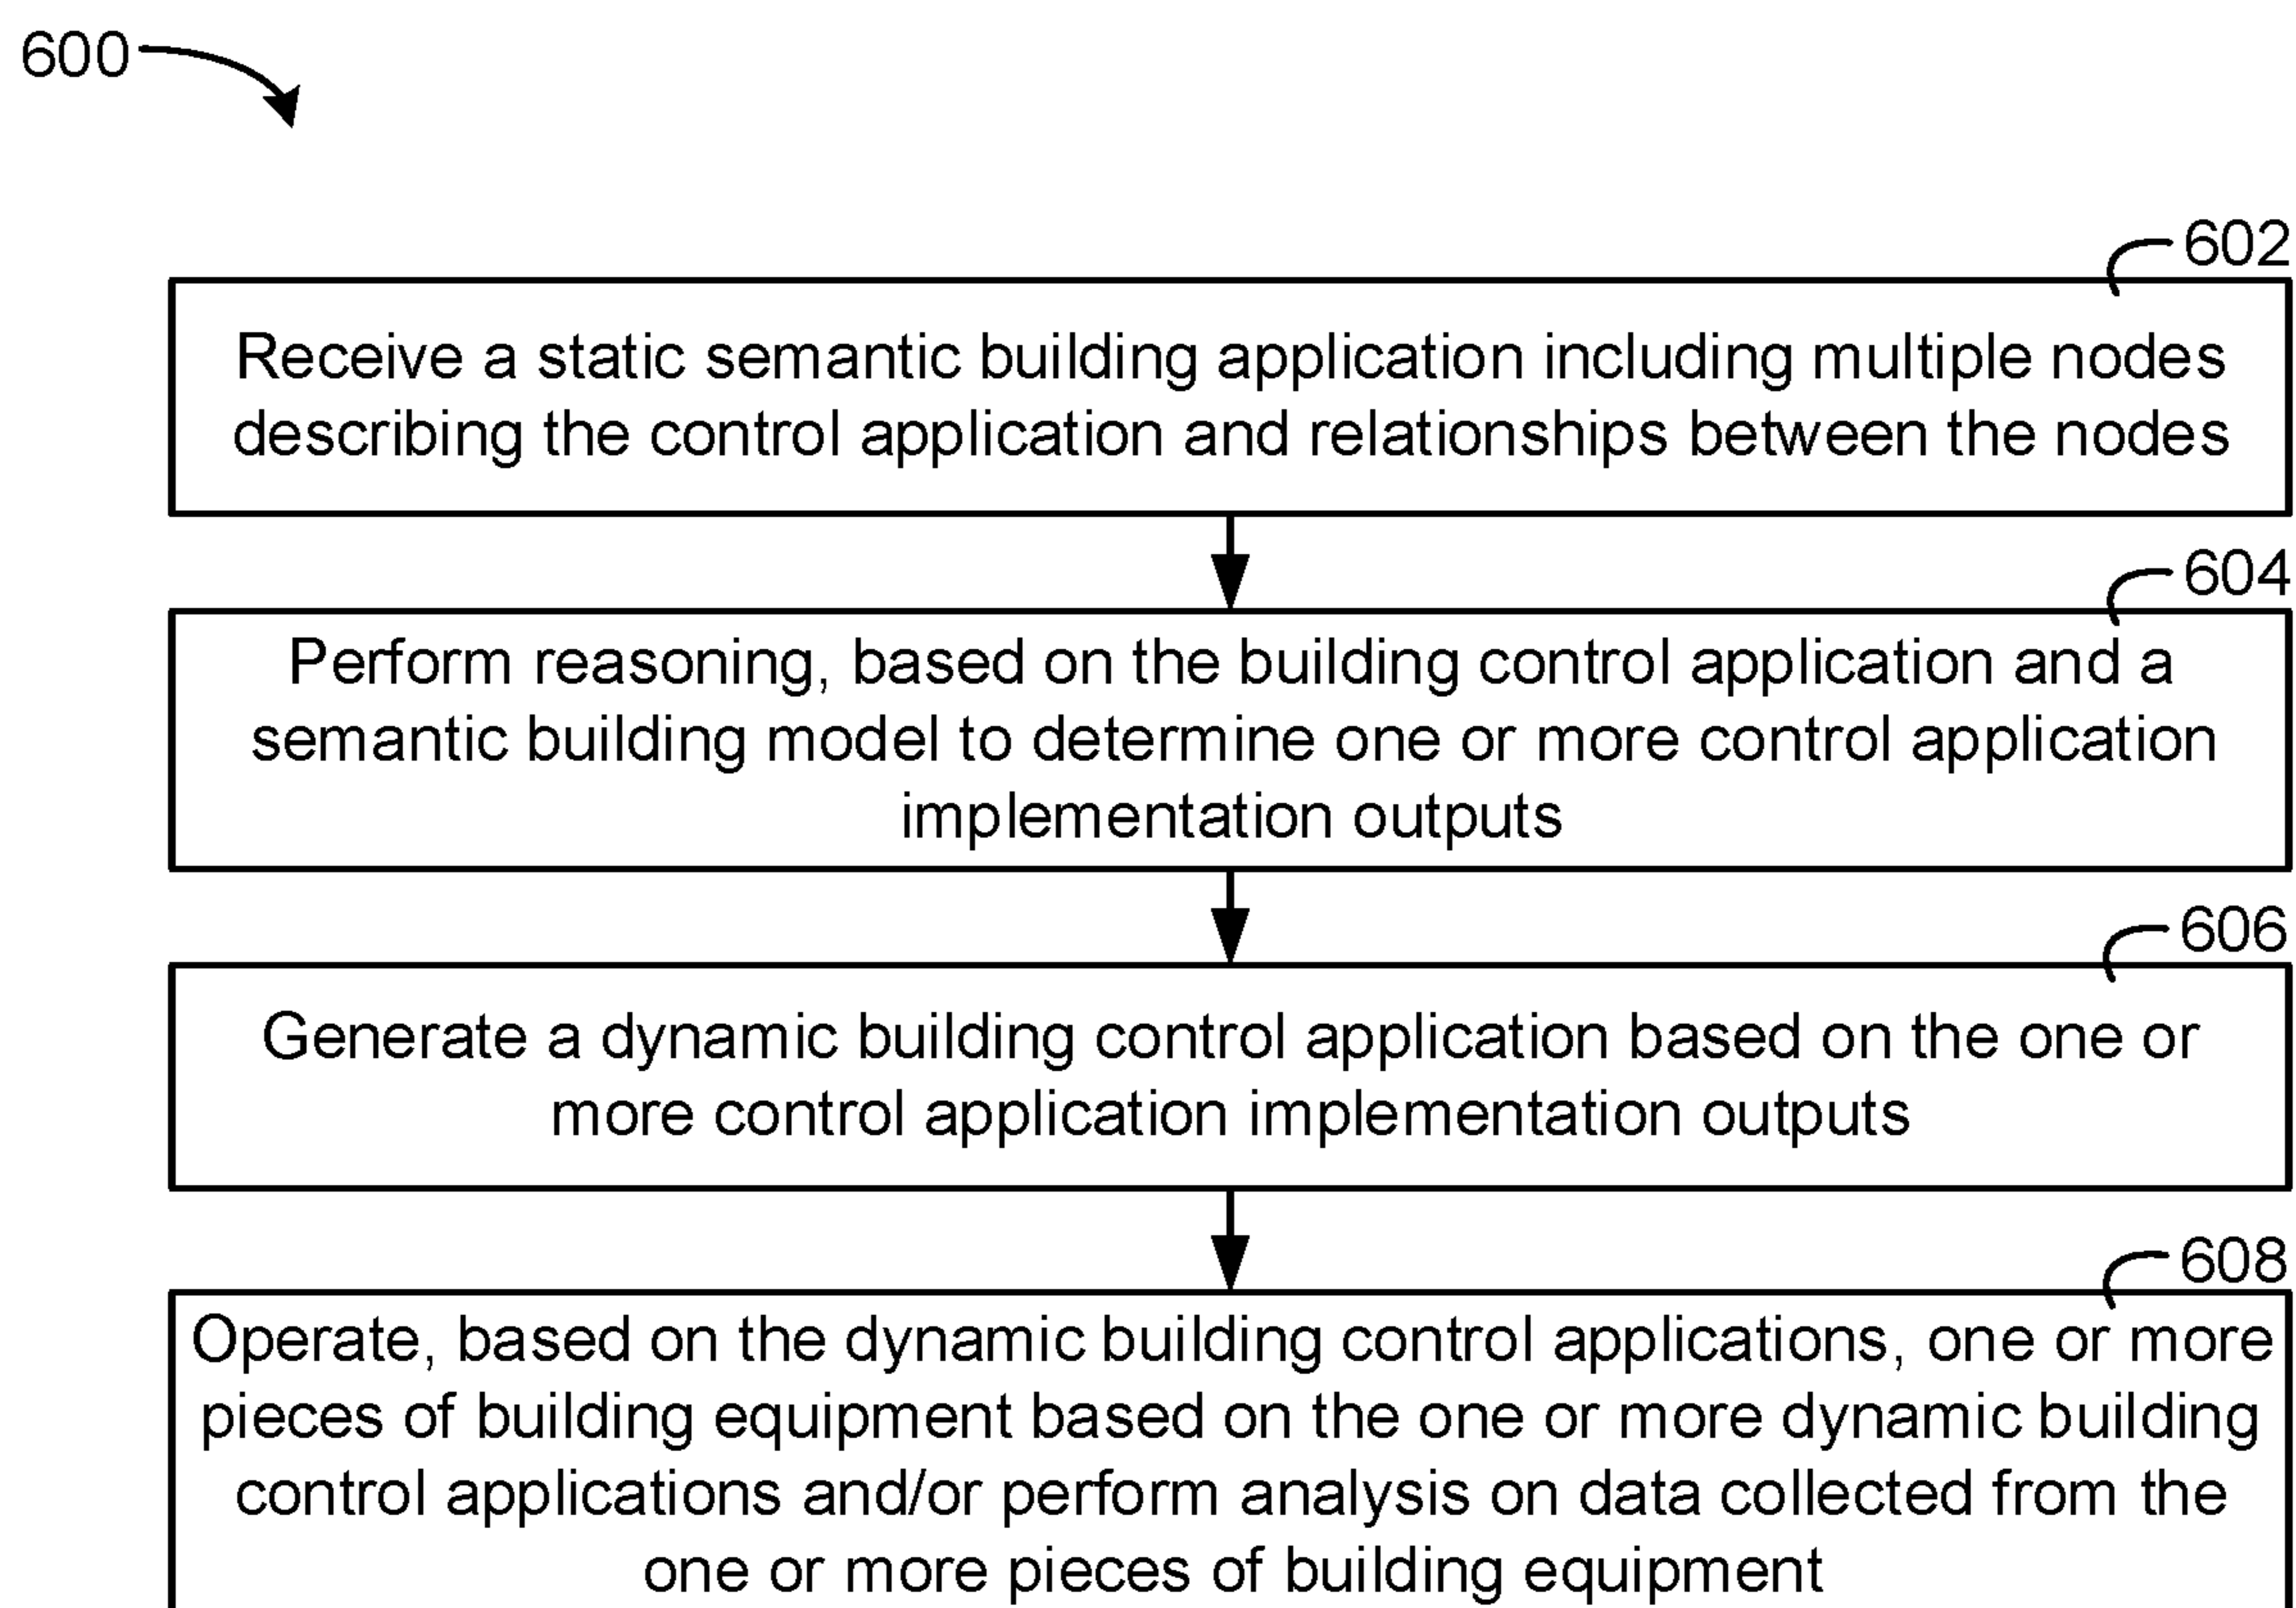 600
602
Receive a static semantic building application including multiple nodes
describing the control application and relationships between the nodes
604
Perform reasoning, based on the building control application and a
semantic building model to determine one or more control application
implementation outputs
606
Generate a dynamic building control application based on the one or
more control application implementation outputs
608
Operate, based on the dynamic building control applications, one or more
pieces of building equipment based on the one or more dynamic building
control applications and/or perform analysis on data collected from the
one or more pieces of building equipment